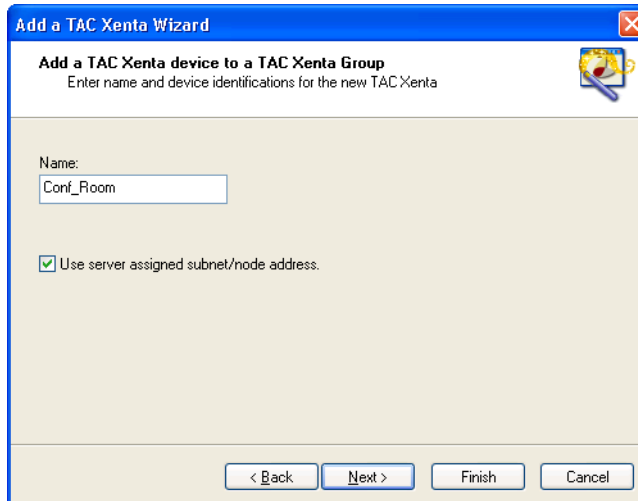 Add a TAC Xenta Wizard
Add a TAC Xenta device to a TAC Xenta Group
Enter name and device identifications for the new TAC Xenta
Name:
Conf_Room
Use server assigned subnet/node address.
< Back
Next >
Finish
Cancel